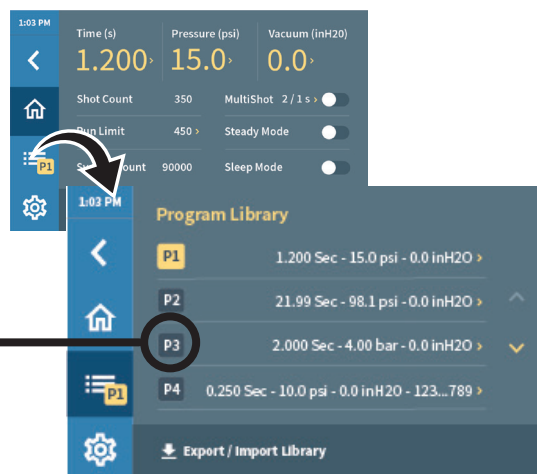 1:03 PM
Time (s) Pressure (psi) Vacuum (inH20)
1.200› 15.0› 0.0›
Shot Count 350 MultiShot 2 / 1 s ›
Run Limit 450 › Steady Mode
P1
Count 90000 Sleep Mode
1:03 PM
Program Library
P1 1.200 Sec - 15.0 psi - 0.0 inH2O ›
P2 21.99 Sec - 98.1 psi - 0.0 inH2O ›
P3 2.000 Sec - 4.00 bar - 0.0 inH2O ›
P1
P4 0.250 Sec - 10.0 psi - 0.0 inH2O - 123...789 ›
Export / Import Library